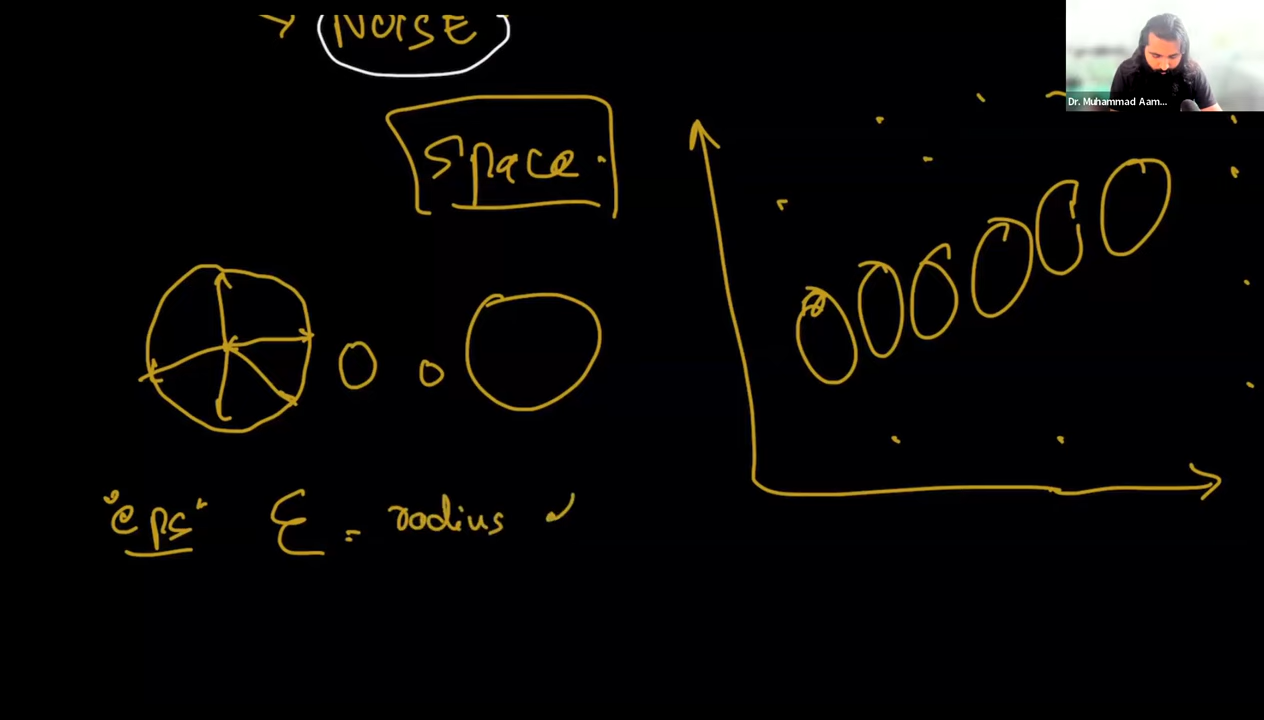 → NOISE
Dr. Muhammad Aam...
Space
"eps" Ɛ = radius ✓